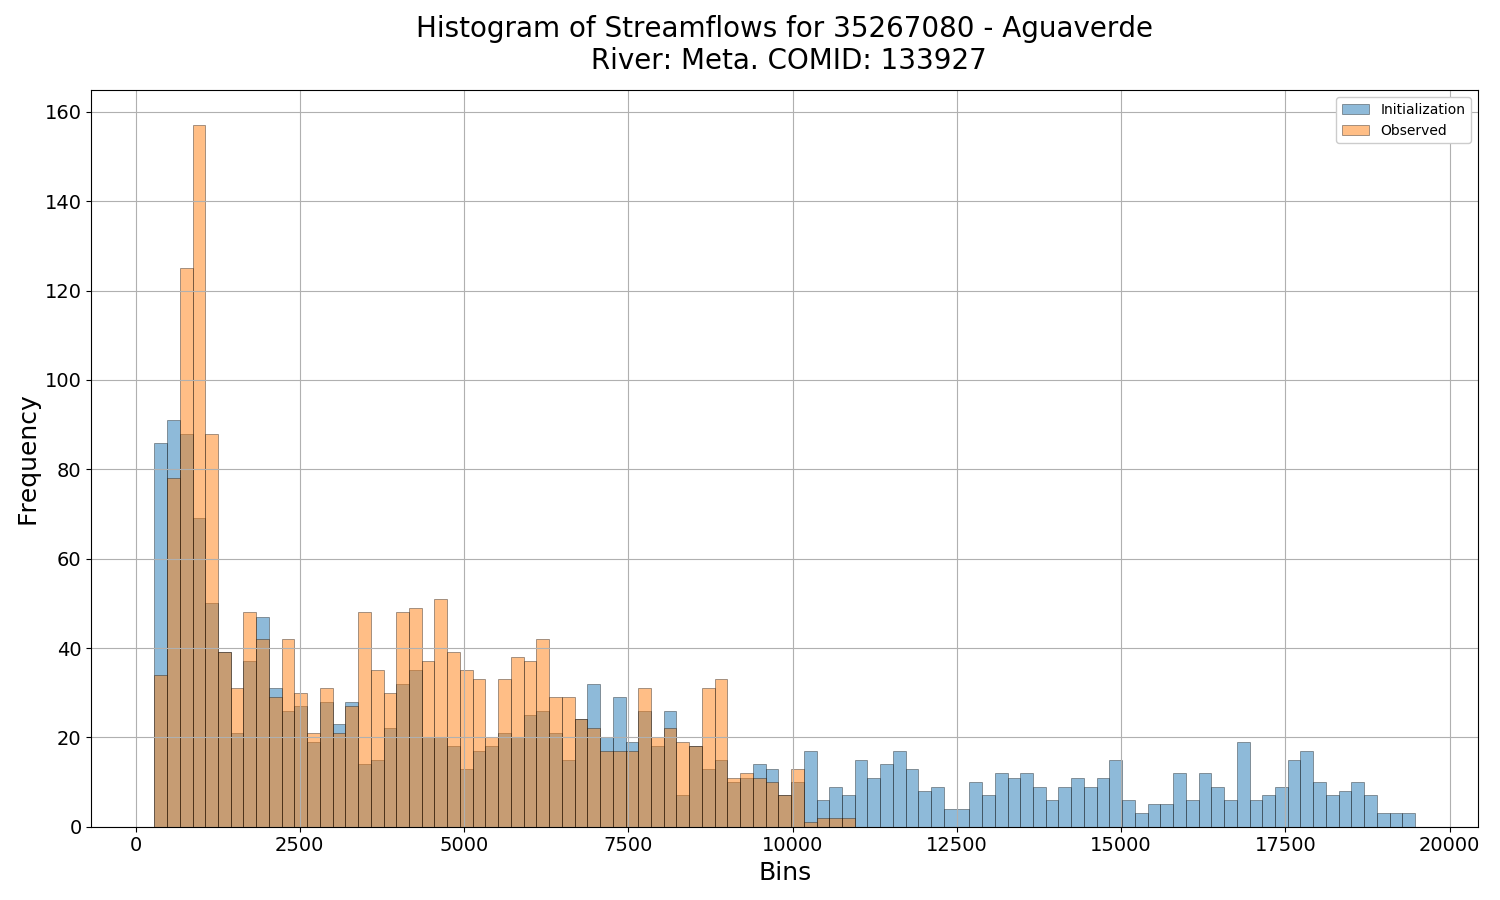 Histogram of Streamflows for 35267080 - Aguaverde
River: Meta. COMID: 133927
Initialization
Observed
160
140
120
100
80
60
40
20
0
Frequency
0 2500 5000 7500 10000 12500 15000 17500 20000
Bins